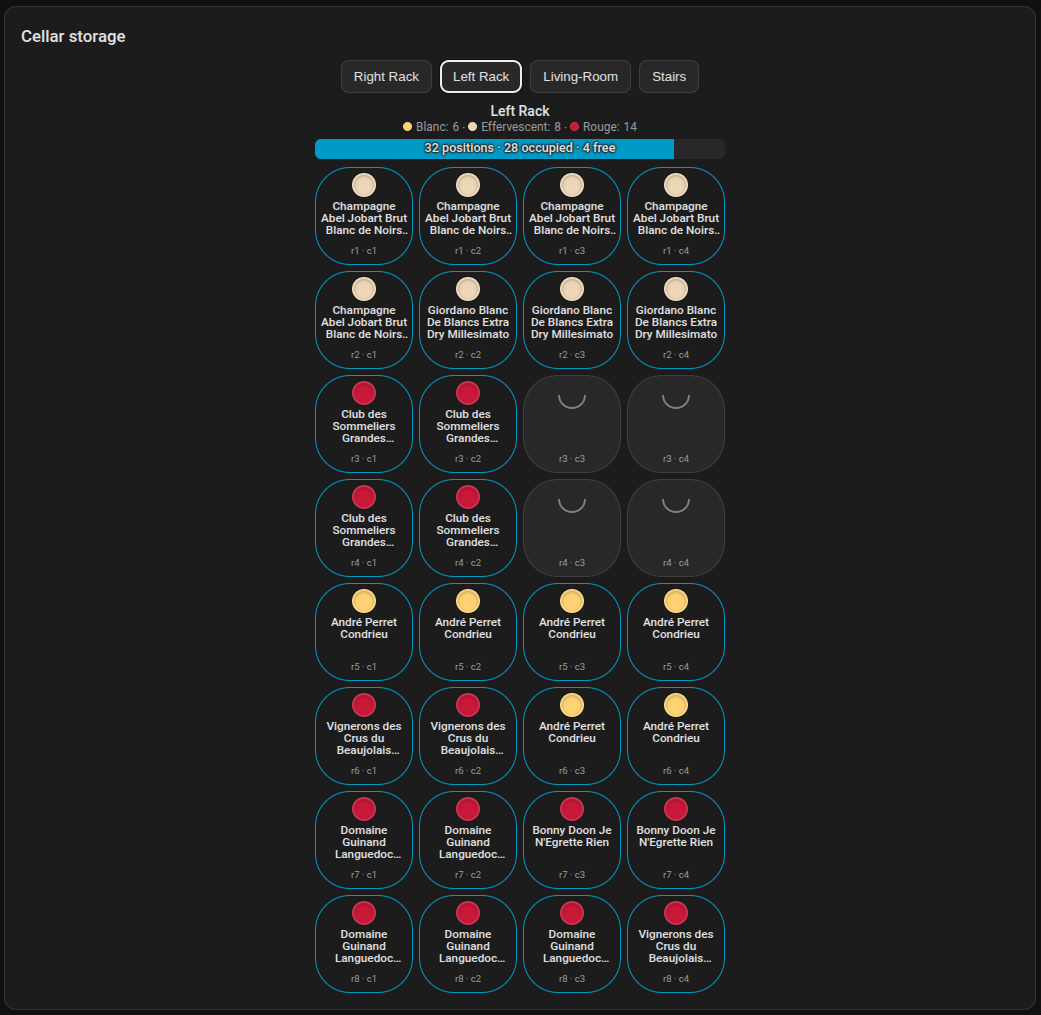 Cellar storage
Right Rack Left Rack Living-Room Stairs
Left Rack
Blanc: 6 · Effervescent: 8 · Rouge: 14
32 positions · 28 occupied · 4 free
Champagne Abel Jobart Brut Blanc de Noirs..
r1 · c1
Champagne Abel Jobart Brut Blanc de Noirs..
r1 · c2
Champagne Abel Jobart Brut Blanc de Noirs..
r1 · c3
Champagne Abel Jobart Brut Blanc de Noirs..
r1 · c4
Champagne Abel Jobart Brut Blanc de Noirs..
r2 · c1
Giordano Blanc De Blancs Extra Dry Millesimato
r2 · c2
Giordano Blanc De Blancs Extra Dry Millesimato
r2 · c3
Giordano Blanc De Blancs Extra Dry Millesimato
r2 · c4
Club des Sommeliers Grandes...
r3 · c1
Club des Sommeliers Grandes...
r3 · c2
r3 · c3
r3 · c4
Club des Sommeliers Grandes...
r4 · c1
Club des Sommeliers Grandes...
r4 · c2
r4 · c3
r4 · c4
André Perret Condrieu
r5 · c1
André Perret Condrieu
r5 · c2
André Perret Condrieu
r5 · c3
André Perret Condrieu
r5 · c4
Vignerons des Crus du Beaujolais...
r6 · c1
Vignerons des Crus du Beaujolais...
r6 · c2
André Perret Condrieu
r6 · c3
André Perret Condrieu
r6 · c4
Domaine Guinand Languedoc...
r7 · c1
Domaine Guinand Languedoc...
r7 · c2
Bonny Doon Je N'Egrette Rien
r7 · c3
Bonny Doon Je N'Egrette Rien
r7 · c4
Domaine Guinand Languedoc...
r8 · c1
Domaine Guinand Languedoc...
r8 · c2
Domaine Guinand Languedoc...
r8 · c3
Vignerons des Crus du Beaujolais...
r8 · c4